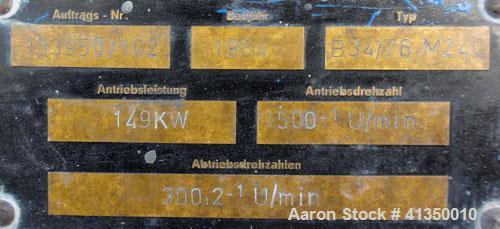 Auftrags - Nr. Baujahr Typ
B34/76 M240
Antriebsleistung Antriebsdrehzahl
149KW 1500-¹ U/min
Abtriebsdrehzahlen
300,2-¹ U/min
Aaron Stock # 41350010